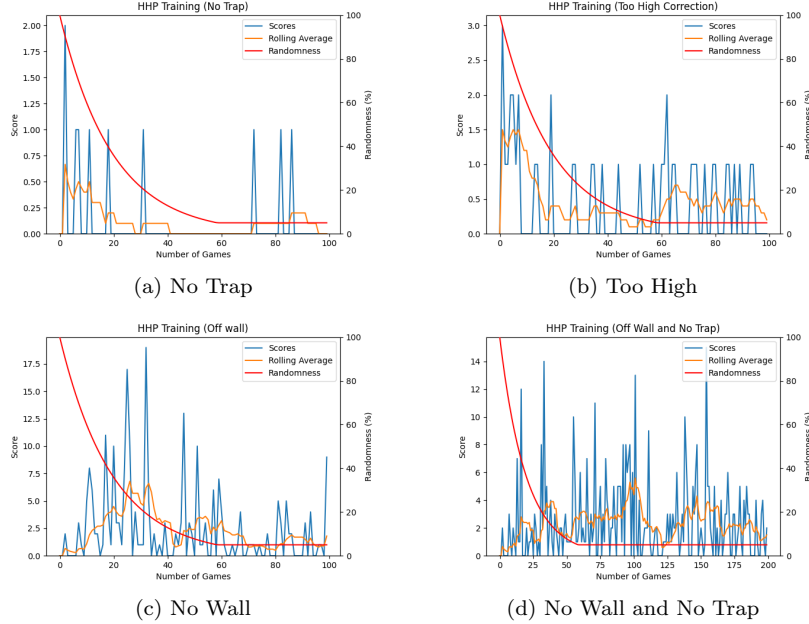 HHP Training (No Trap)
Scores
Rolling Average
Randomness
2.00
1.75
1.50
1.25
1.00
0.75
0.50
0.25
0.00
Score
100
80
60
40
20
0
Randomness (%)
0 20 40 60 80 100
Number of Games
(a) No Trap
HHP Training (Too High Correction)
Scores
Rolling Average
Randomness
3.0
2.5
2.0
1.5
1.0
0.5
0.0
Score
100
80
60
40
20
0
Randomness (%)
0 20 40 60 80 100
Number of Games
(b) Too High
HHP Training (Off wall)
Scores
Rolling Average
Randomness
17.5
15.0
12.5
10.0
7.5
5.0
2.5
0.0
Score
100
80
60
40
20
0
Randomness (%)
0 20 40 60 80 100
Number of Games
(c) No Wall
HHP Training (Off Wall and No Trap)
Scores
Rolling Average
Randomness
14
12
10
8
6
4
2
0
Score
100
80
60
40
20
0
Randomness (%)
0 25 50 75 100 125 150 175 200
Number of Games
(d) No Wall and No Trap